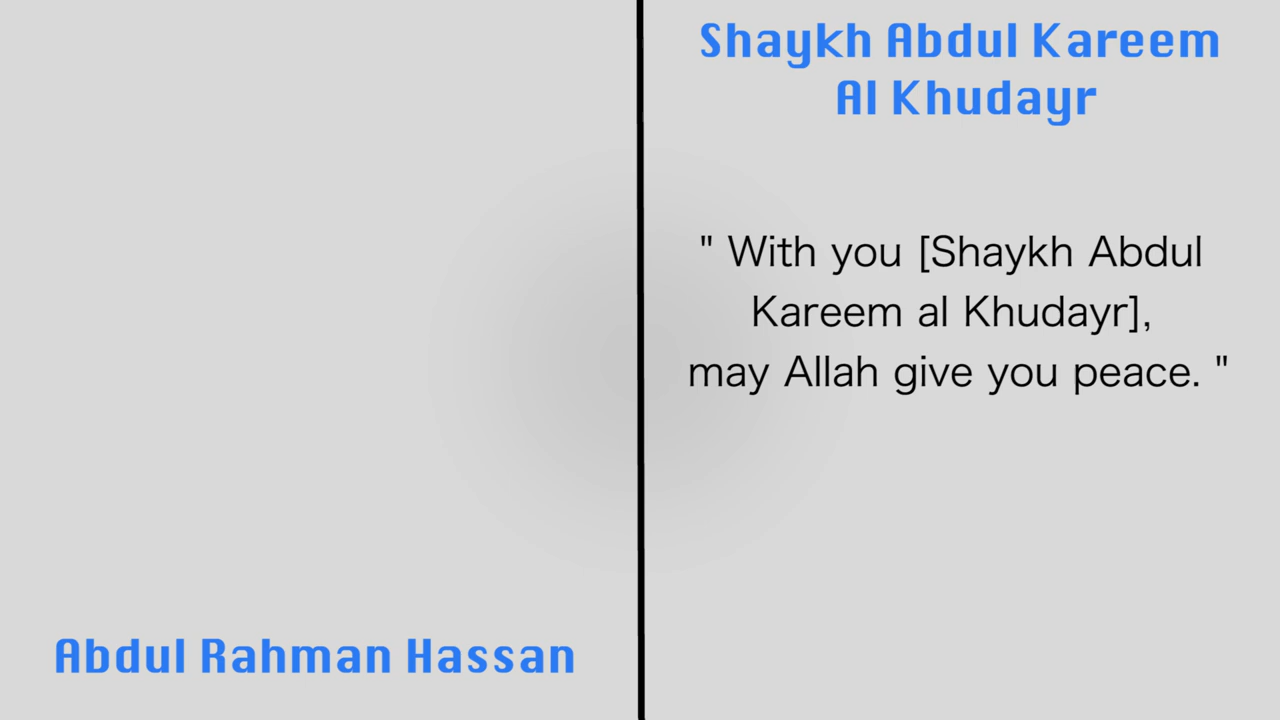 Shaykh Abdul Kareem
Al Khudayr
" With you [Shaykh Abdul
Kareem al Khudayr],
may Allah give you peace. "
Abdul Rahman Hassan